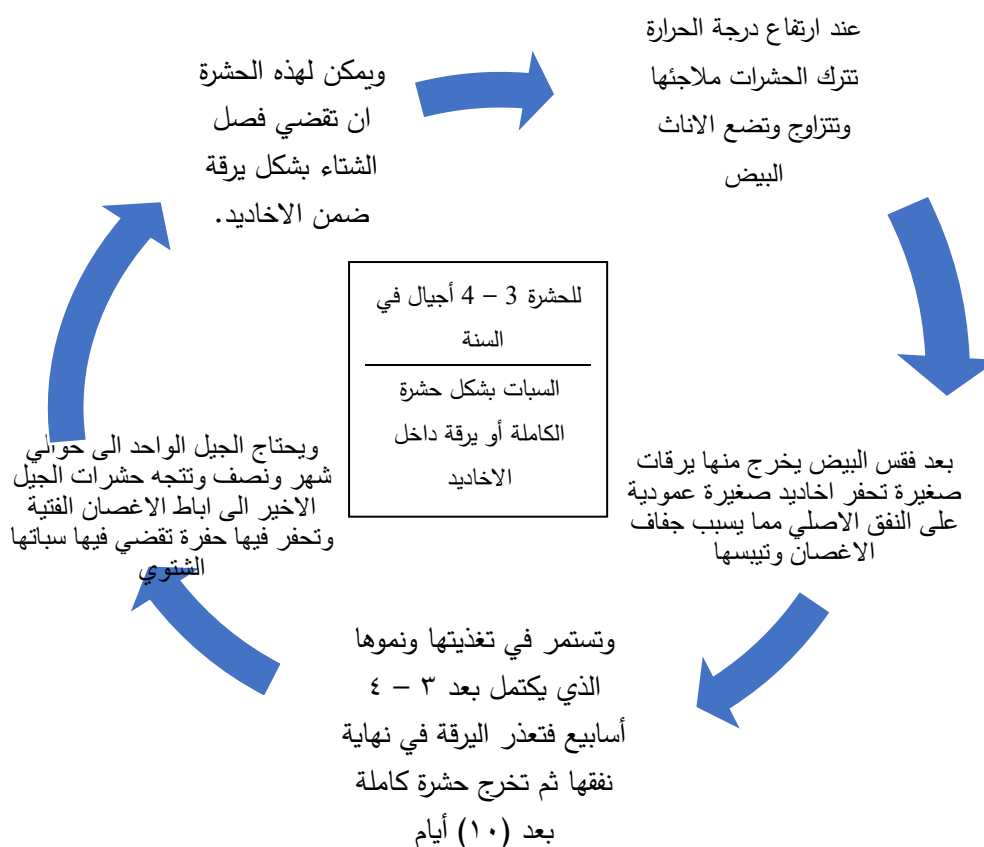 عند ارتفاع درجة الحرارة
تترك الحشرات ملاجئها
وتتزاوج وتضع الاناث
البيض
بعد فقس البيض يخرج منها يرقات
صغيرة تحفر اخاديد صغيرة عمودية
على النفق الاصلي مما يسبب جفاف
الاغصان وتيبسها
وتستمر في تغذيتها ونموها
الذي يكتمل بعد ٣ – ٤
أسابيع فتعذر اليرقة في نهاية
نفقها ثم تخرج حشرة كاملة
بعد (١٠) أيام
ويحتاج الجيل الواحد الى حوالي
شهر ونصف وتتجه حشرات الجيل
الاخير الى اباط الاغصان الفتية
وتحفر فيها حفرة تقضي فيها سباتها
الشتوي
ويمكن لهذه الحشرة
ان تقضي فصل
الشتاء بشكل يرقة
ضمن الاخاديد.
للحشرة 3 – 4 أجيال في
السنة
السبات بشكل حشرة
الكاملة أو يرقة داخل
الاخاديد